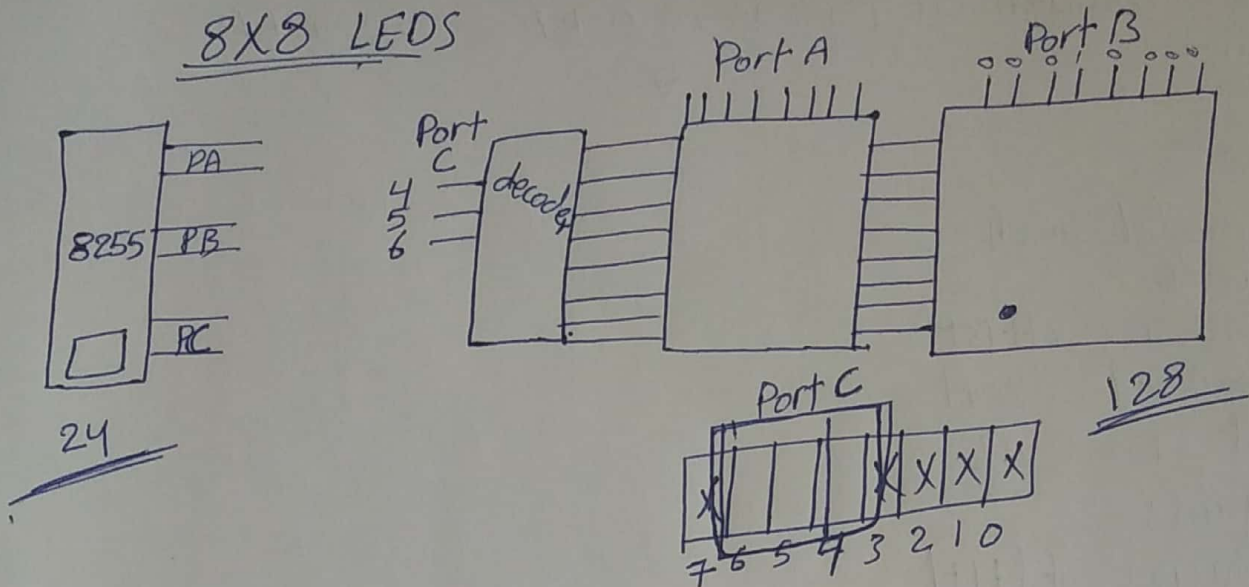 8X8 LEDS
Port A
Port B
Port
C
decoder
4
5
6
PA
8255
PB
PC
24
128
Port C
X X X X X
7 6 5 4 3 2 1 0